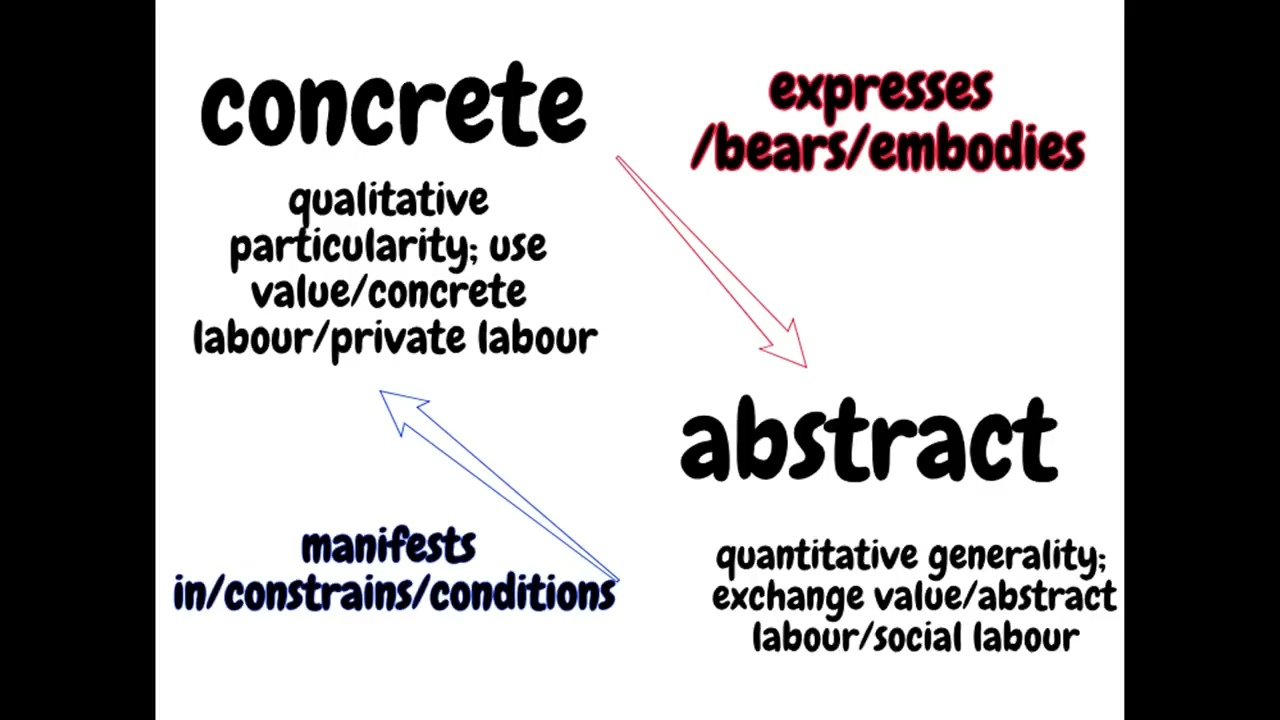 concrete
expresses
/bears/embodies
qualitative
particularity; use
value/concrete
labour/private labour
abstract
manifests
in/constrains/conditions
quantitative generality;
exchange value/abstract
labour/social labour